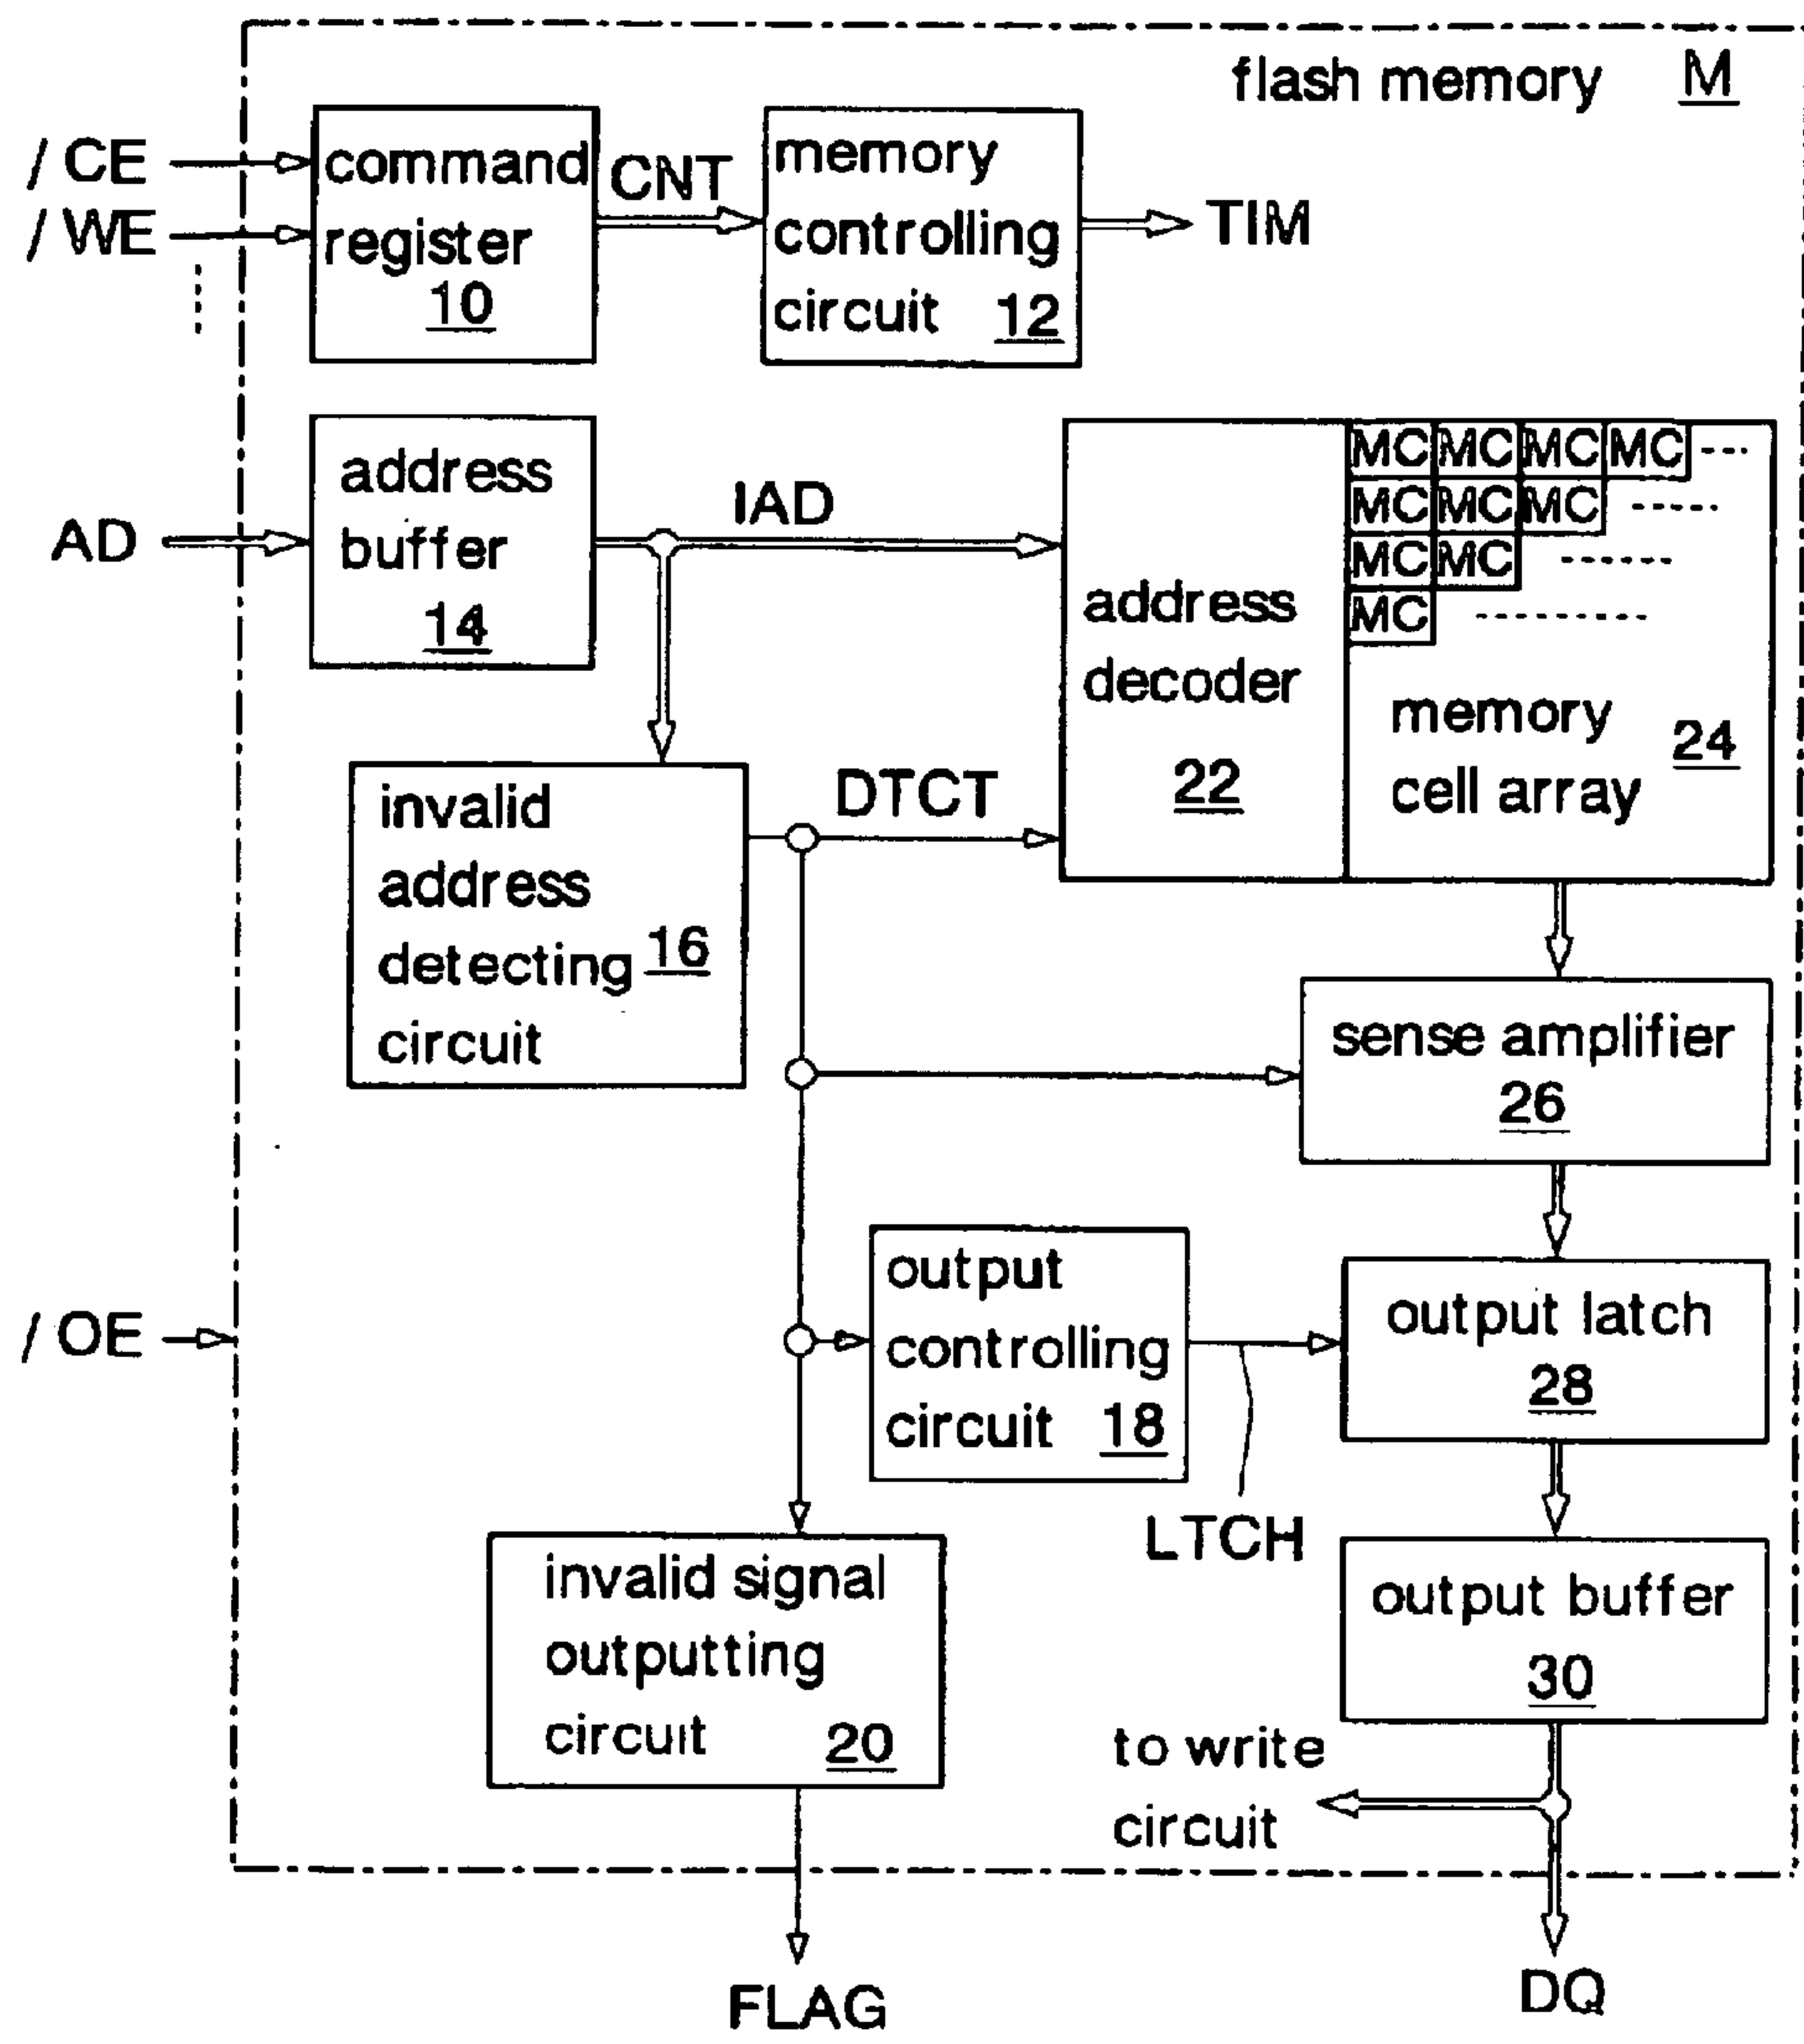 flash memory M
/ CE
/ WE
command
register
10
CNT
memory
controlling
circuit 12
TIM
AD
address
buffer
14
IAD
address
decoder
22
MC MC MC MC
MC MC MC
MC MC
MC
memory
cell array
24
invalid
address
detecting
circuit
16
DTCT
sense amplifier
26
/ OE
output
controlling
circuit 18
LTCH
output latch
28
invalid signal
outputting
circuit 20
output buffer
30
to write
circuit
FLAG
DQ